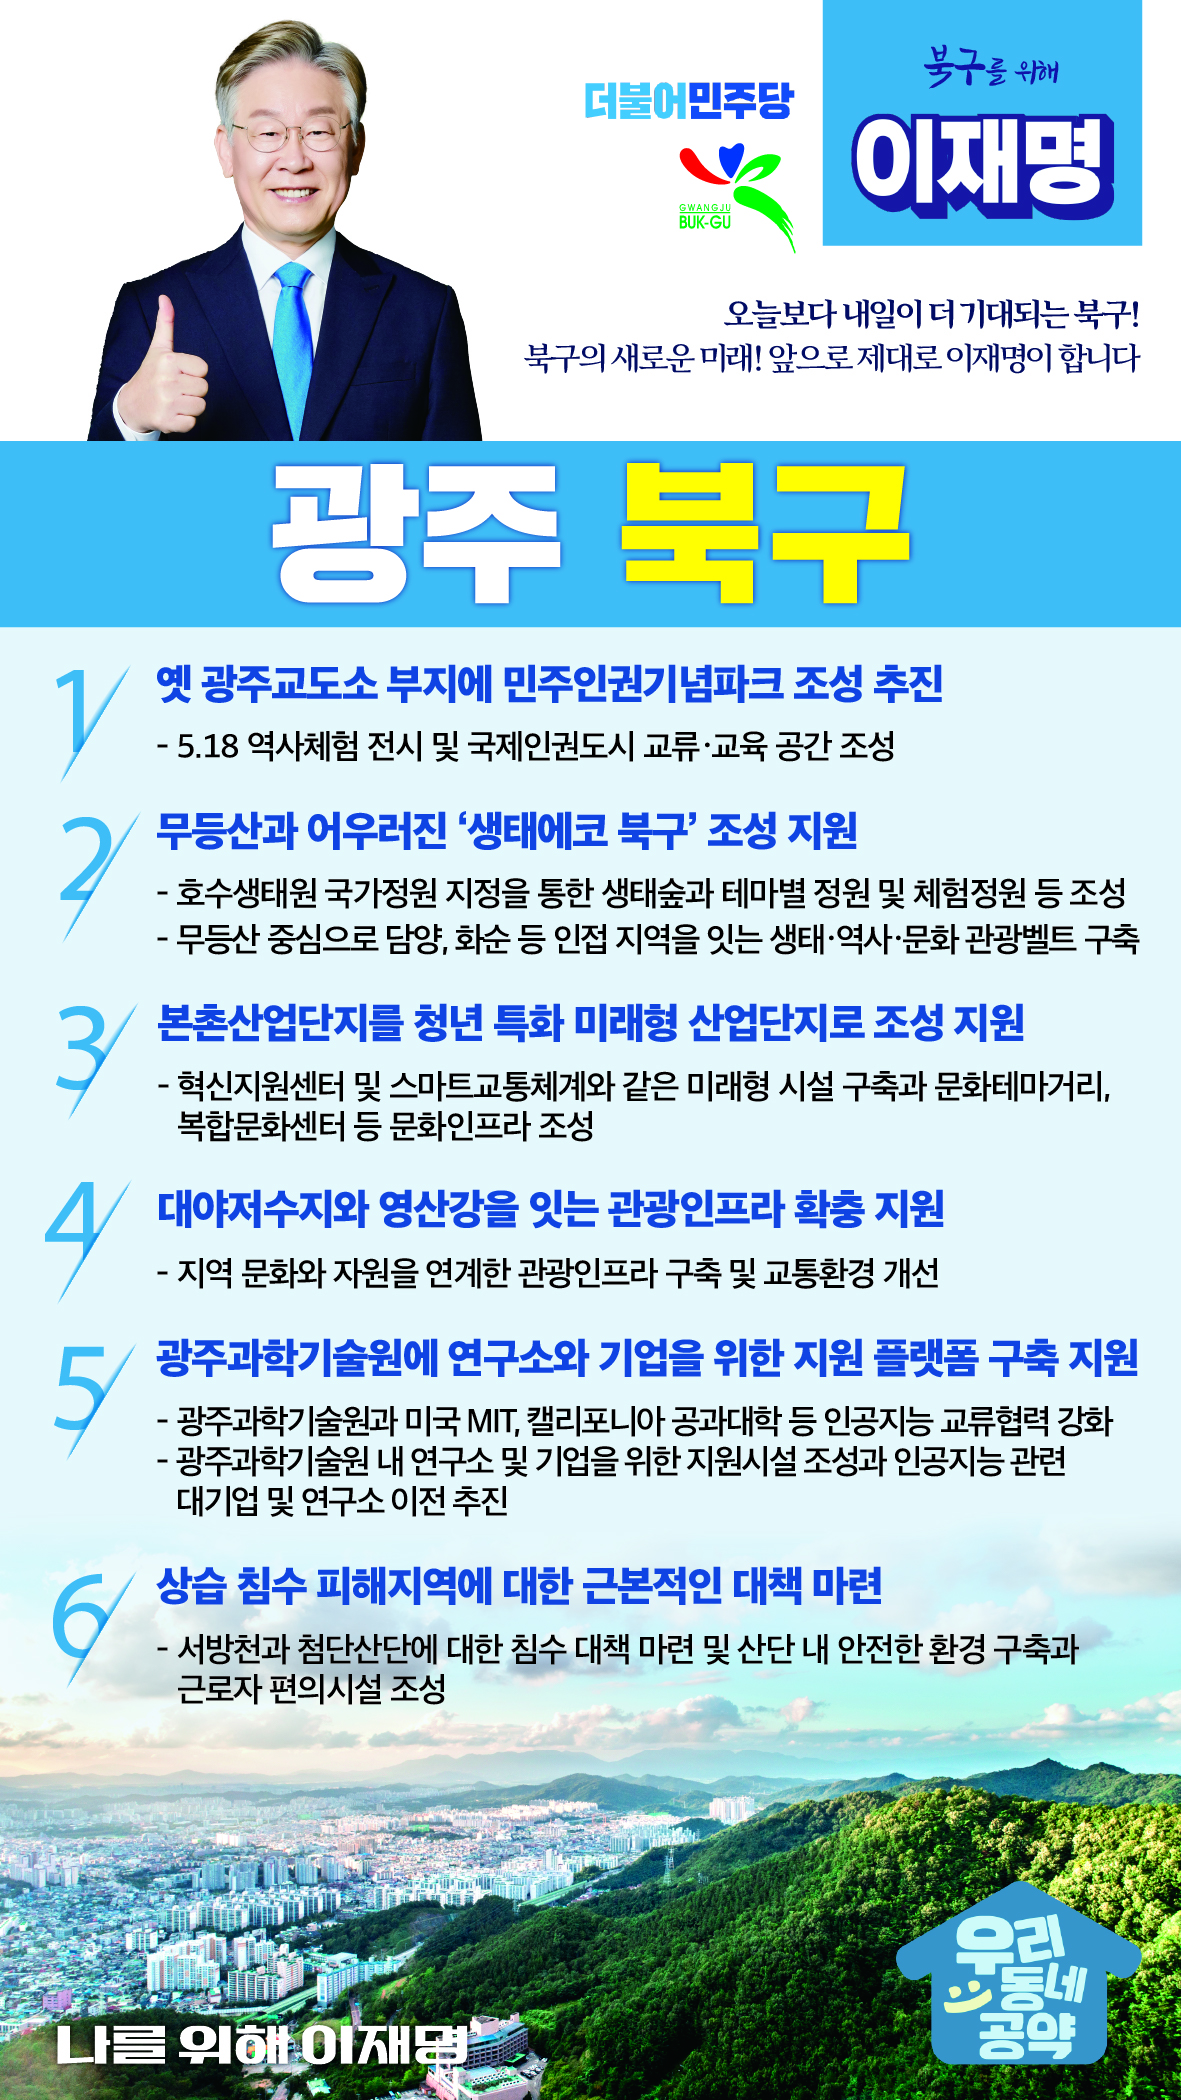 더불어민주당
GWANGJU
BUK-GU
북구를 위해
이재명
오늘보다 내일이 더 기대되는 북구!
북구의 새로운 미래! 앞으로 제대로 이재명이 합니다
광주 북구
1 옛 광주교도소 부지에 민주인권기념파크 조성 추진
- 5.18 역사체험 전시 및 국제인권도시 교류·교육 공간 조성
2 무등산과 어우러진 ‘생태에코 북구’ 조성 지원
- 호수생태원 국가정원 지정을 통한 생태숲과 테마별 정원 및 체험정원 등 조성
- 무등산 중심으로 담양, 화순 등 인접 지역을 잇는 생태·역사·문화 관광벨트 구축
3 본촌산업단지를 청년 특화 미래형 산업단지로 조성 지원
- 혁신지원센터 및 스마트교통체계와 같은 미래형 시설 구축과 문화테마거리,
복합문화센터 등 문화인프라 조성
4 대야저수지와 영산강을 잇는 관광인프라 확충 지원
- 지역 문화와 자원을 연계한 관광인프라 구축 및 교통환경 개선
5 광주과학기술원에 연구소와 기업을 위한 지원 플랫폼 구축 지원
- 광주과학기술원과 미국 MIT, 캘리포니아 공과대학 등 인공지능 교류협력 강화
- 광주과학기술원 내 연구소 및 기업을 위한 지원시설 조성과 인공지능 관련
대기업 및 연구소 이전 추진
6 상습 침수 피해지역에 대한 근본적인 대책 마련
- 서방천과 첨단산단에 대한 침수 대책 마련 및 산단 내 안전한 환경 구축과
근로자 편의시설 조성
우리
동네
공약
나를 위해 이재명